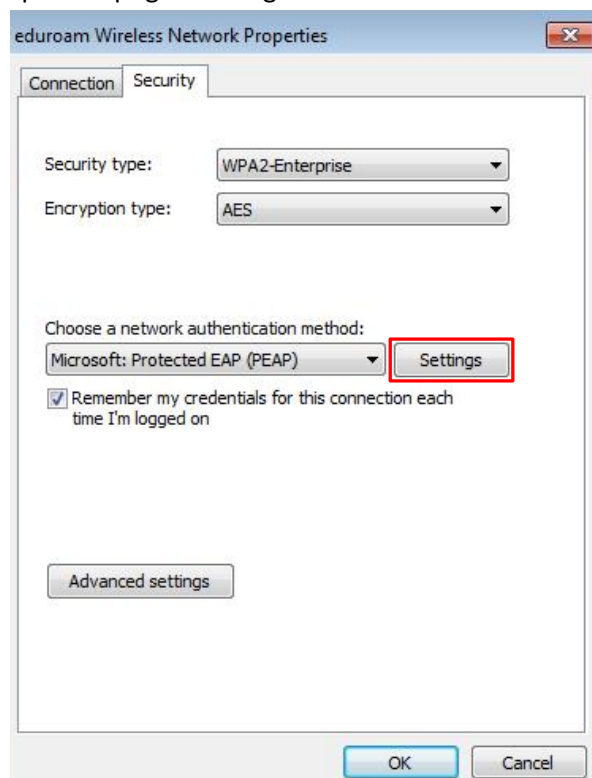 eduroam Wireless Network Properties
Connection Security
Security type: WPA2-Enterprise
Encryption type: AES
Choose a network authentication method:
Microsoft: Protected EAP (PEAP) Settings
Remember my credentials for this connection each
time I'm logged on
Advanced settings
OK Cancel